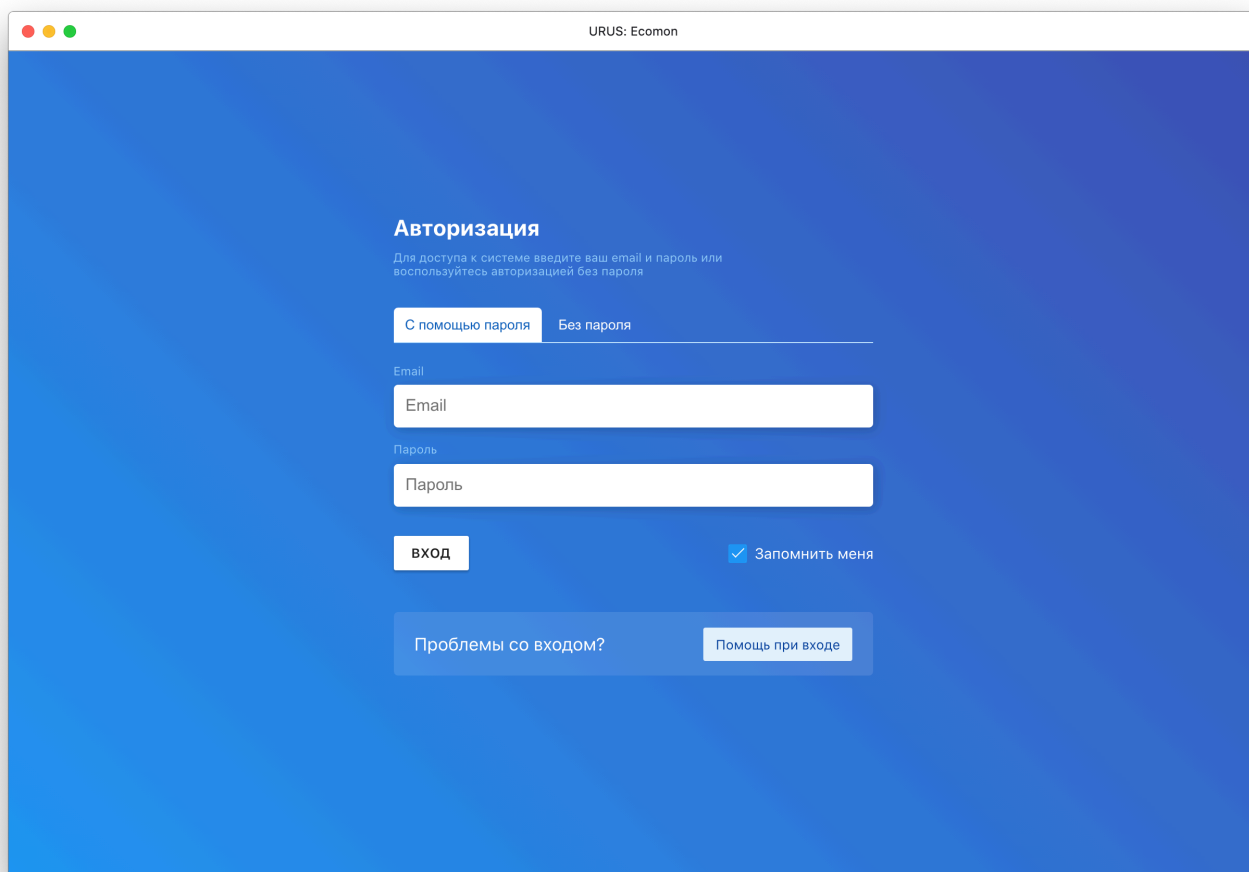 URUS: Ecomon
Авторизация
Для доступа к системе введите ваш email и пароль или
воспользуйтесь авторизацией без пароля
С помощью пароля
Без пароля
Email
Email
Пароль
Пароль
ВХОД
Запомнить меня
Проблемы со входом?
Помощь при входе